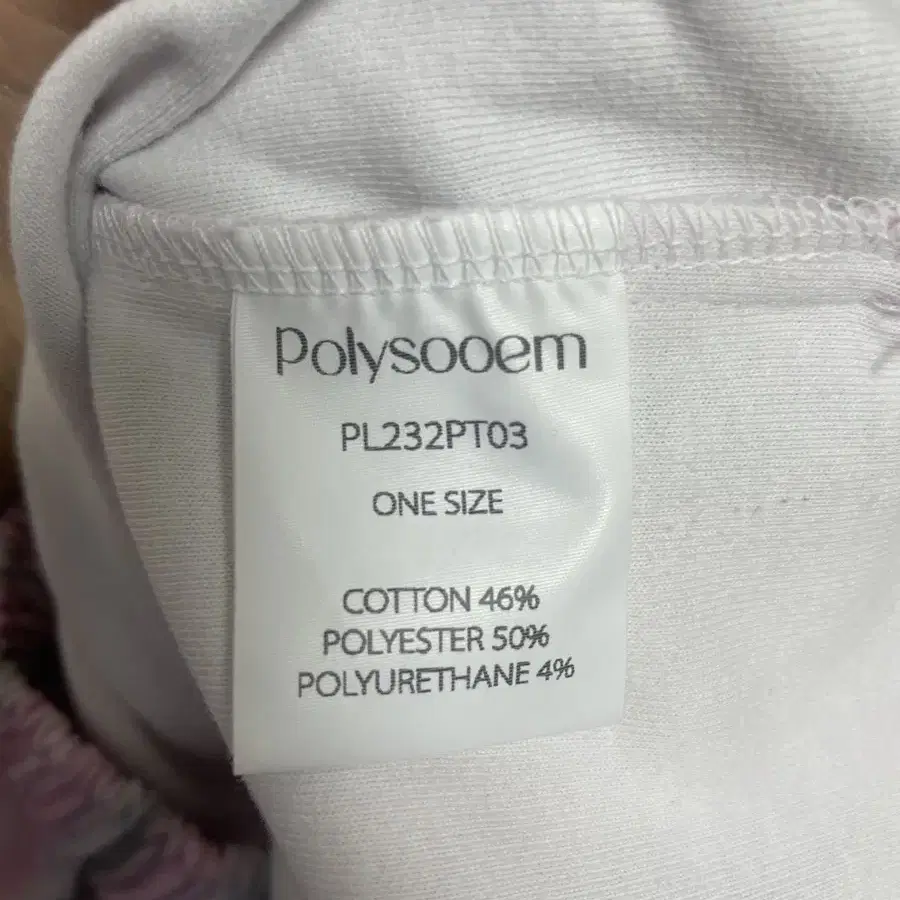 Polysooem
PL232PT03
ONE SIZE
COTTON 46%
POLYESTER 50%
POLYURETHANE 4%